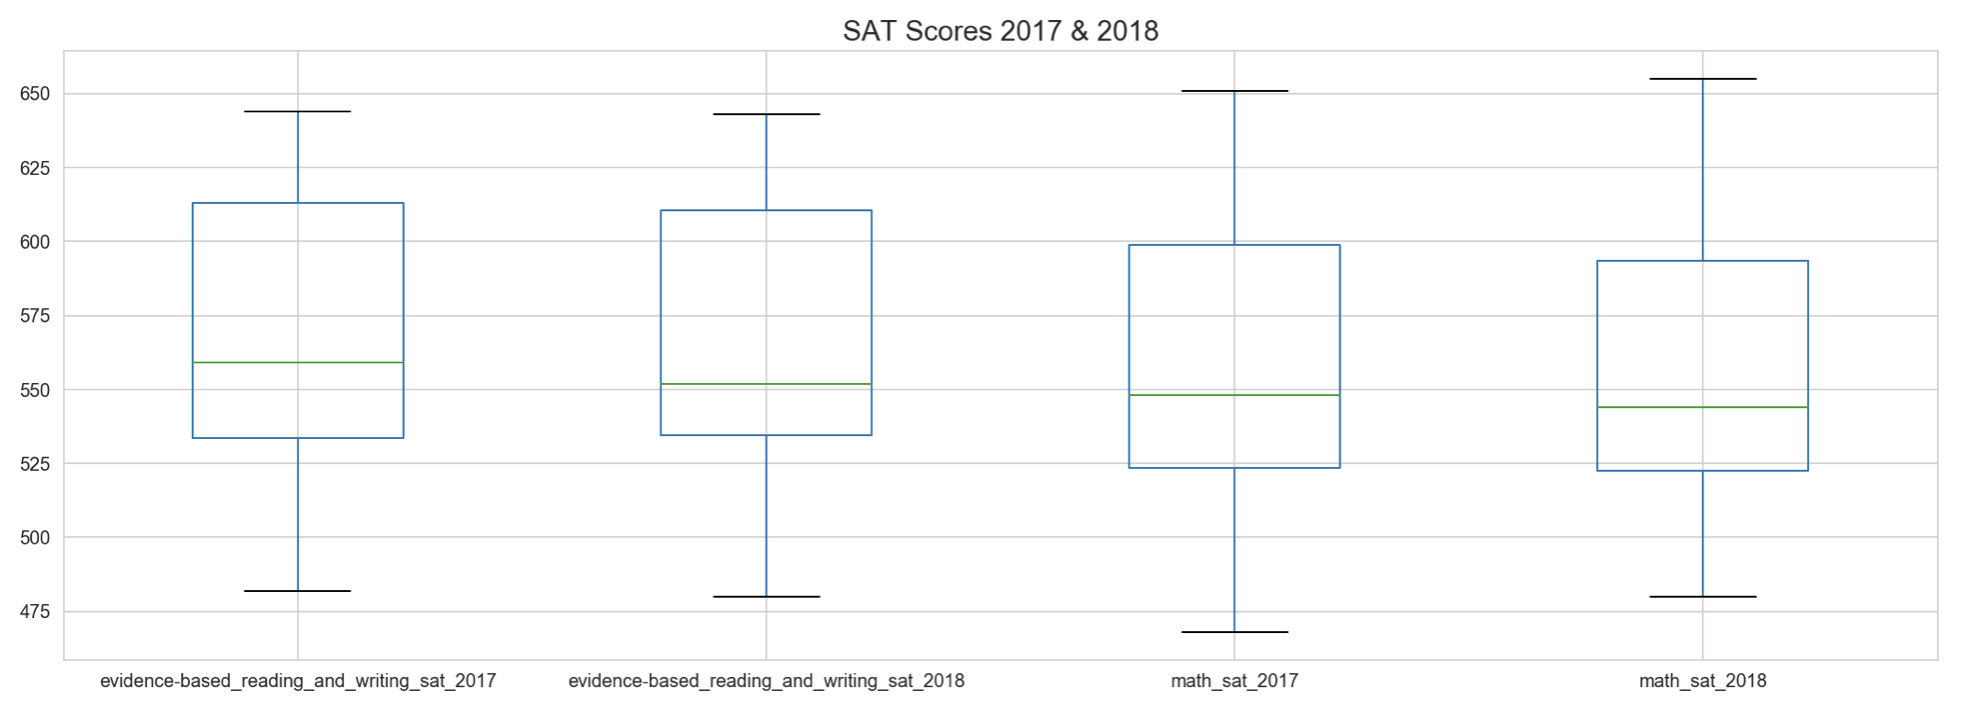 SAT Scores 2017 & 2018
650
625
600
575
550
525
500
475
evidence-based_reading_and_writing_sat_2017
evidence-based_reading_and_writing_sat_2018
math_sat_2017
math_sat_2018